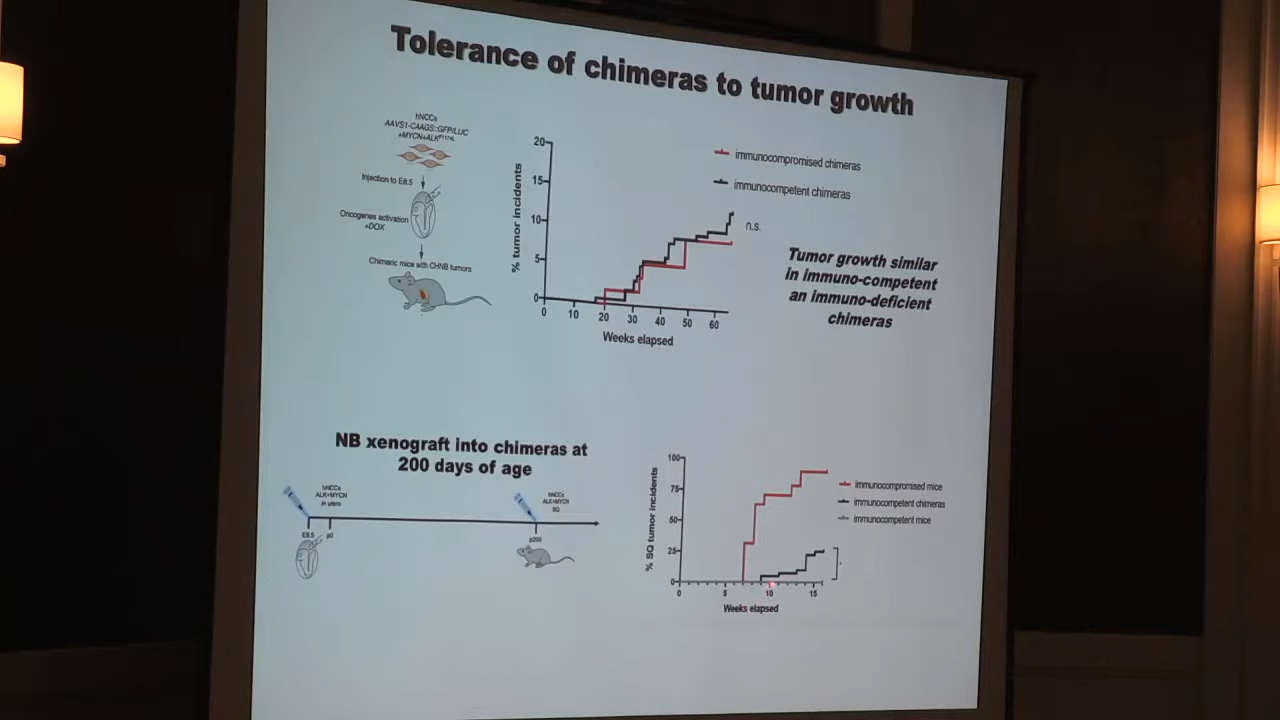 Tolerance of chimeras to tumor growth
hNCCs
AAVS1-CAAGS::GFP/LUC
Injection to E8.5
Oncogenes activation
+DOX
Chimeric mice with CHNB tumors
20
15
10
5
0
% tumor incidents
0 10 20 30 40 50 60
Weeks elapsed
immunocompromised chimeras
immunocompetent chimeras
n.s.
Tumor growth similar
in immuno-competent
an immuno-deficient
chimeras
NB xenograft into chimeras at
200 days of age
hNCCs
ALK+MYCN
in utero
hNCCs
ALK+MYCN
SQ
E8.5 p0
p200
100
75
50
25
0
% SQ tumor incidents
0 5 10 15
Weeks elapsed
immunocompromised mice
immunocompetent chimeras
immunocompetent mice